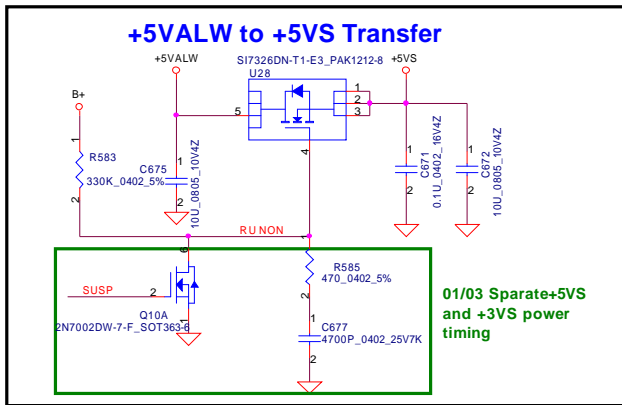 +5VALW to +5VS Transfer
SI7326DN-T1-E3_PAK1212-8
+5VALW
U28
+5VS
B+
5
1
2
3
4
1
R583
330K_0402_5%
2
1
C675
10U_0805_10V4Z
2
1
C671
0.1U_0402_16V4Z
2
1
C672
10U_0805_10V4Z
2
RUNON
6
SUSP
2
Q10A
2N7002DW-7-F_SOT363-6
1
1
R585
470_0402_5%
2
1
C677
4700P_0402_25V7K
2
01/03 Sparate+5VS
and +3VS power
timing